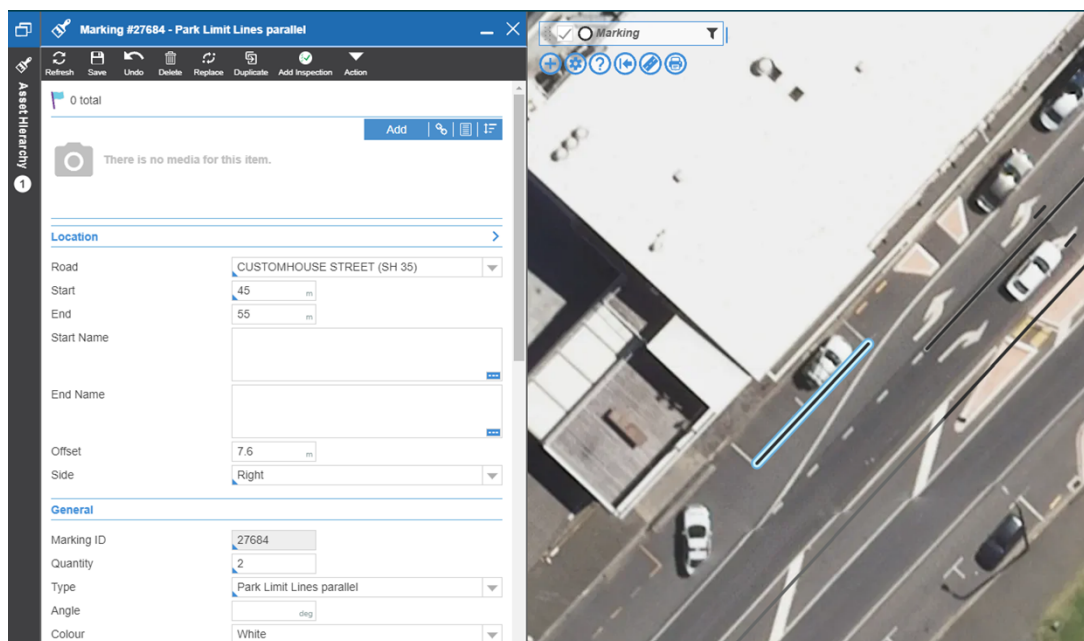 Marking #27684 - Park Limit Lines parallel
Refresh Save Undo Delete Replace Duplicate Add Inspection Action
Asset Hierarchy 1
0 total
Add
There is no media for this item.
Location
Road CUSTOMHOUSE STREET (SH 35)
Start 45 m
End 55 m
Start Name
End Name
Offset 7.6 m
Side Right
General
Marking ID 27684
Quantity 2
Type Park Limit Lines parallel
Angle deg
Colour White
Marking